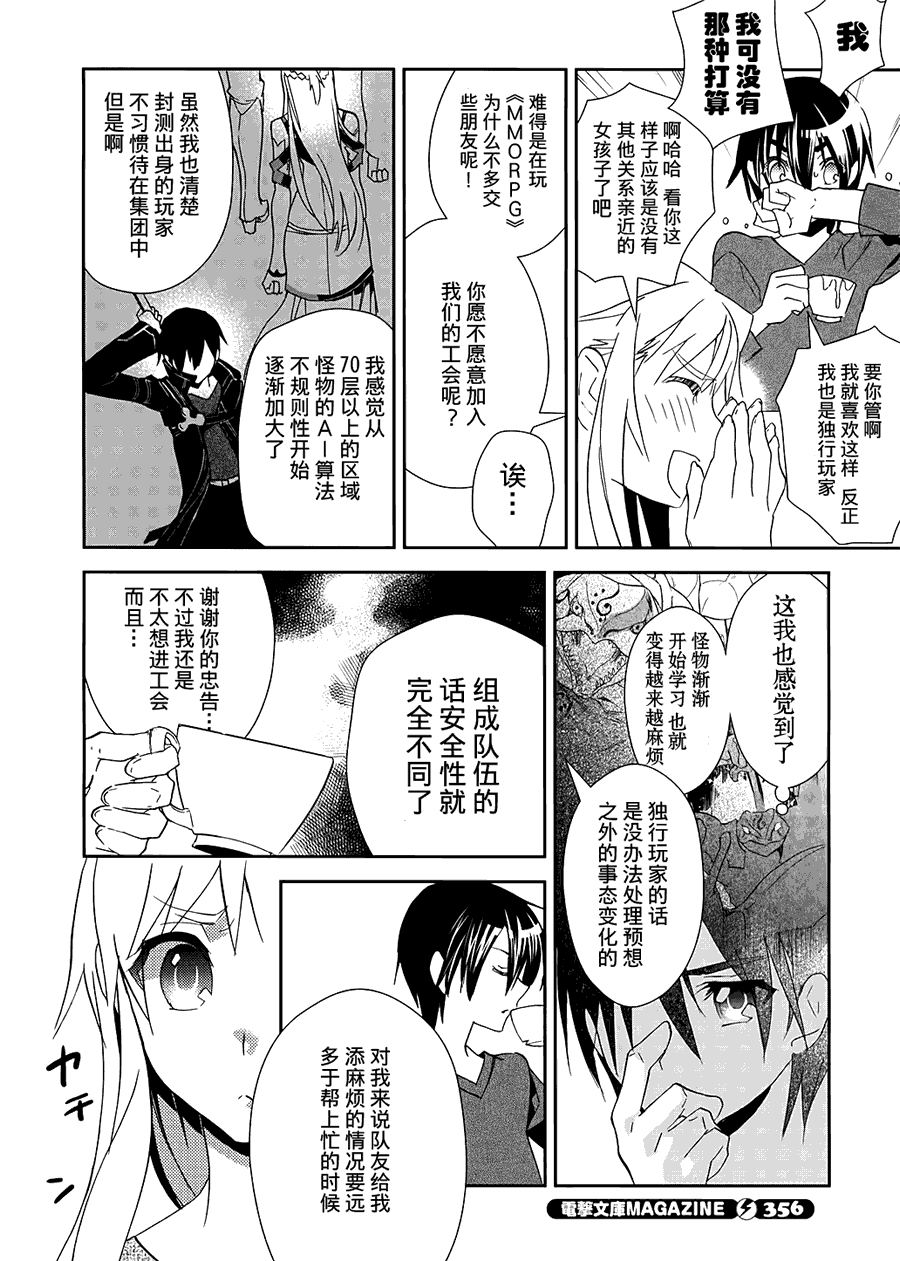 我
我可没有
那种打算
啊哈哈 看你这
样子应该是没有
其他关系亲近的
女孩子了吧
要你管啊
我就喜欢这样 反正
我也是独行玩家
难得是在玩
《MMORPG》
为什么不多交
些朋友呢！
你愿不愿意加入
我们的工会呢？
诶…
虽然我也清楚
封测出身的玩家
不习惯待在集团中
但是啊
我感觉从
70层以上的区域
怪物的AI算法
不规则性开始
逐渐加大了
这我也感觉到了
怪物渐渐
开始学习 也就
变得越来越麻烦
独行玩家的话
是没办法处理预想
之外的事态变化的
组成队伍的
话安全性就
完全不同了
谢谢你的忠告…
不过我还是
不太想进工会
而且…
对我来说队友给我
添麻烦的情况要远
多于帮上忙的时候
カチン
電撃文庫MAGAZINE 356